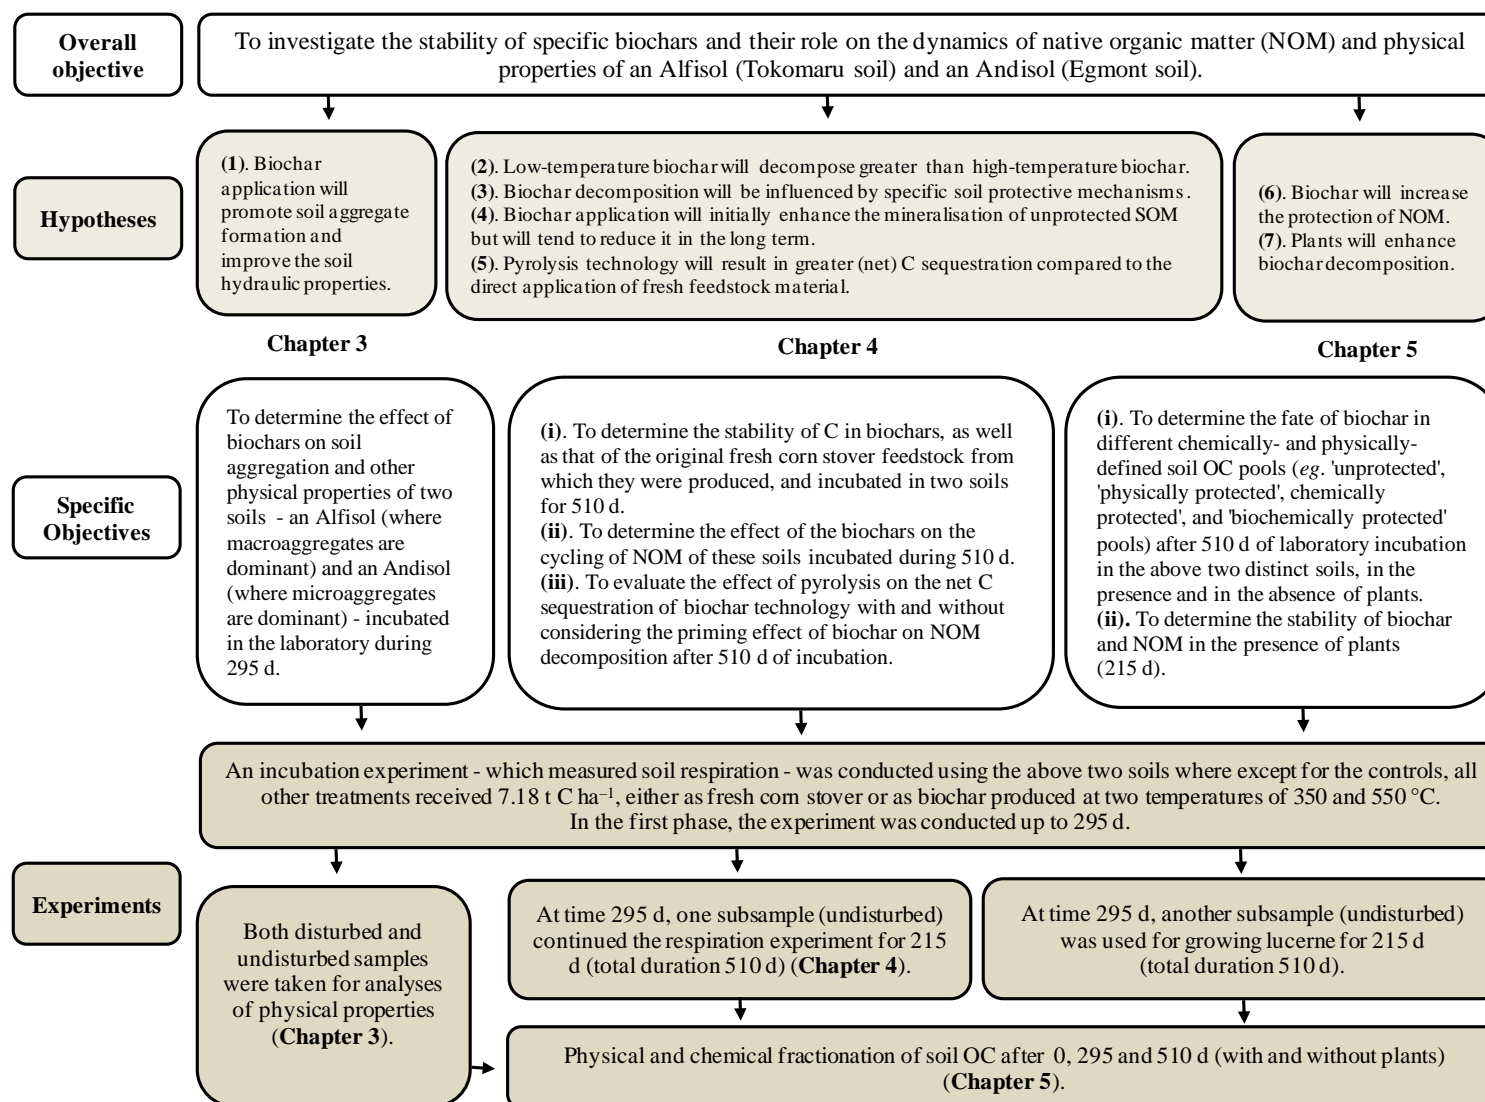 Overall
objective
To investigate the stability of specific biochars and their role on the dynamics of native organic matter (NOM) and physical
properties of an Alfisol (Tokomaru soil) and an Andisol (Egmont soil).
Hypotheses
(1). Biochar
application will
promote soil aggregate
formation and
improve the soil
hydraulic properties.
(2). Low-temperature biochar will decompose greater than high-temperature biochar.
(3). Biochar decomposition will be influenced by specific soil protective mechanisms.
(4). Biochar application will initially enhance the mineralisation of unprotected SOM
but will tend to reduce it in the long term.
(5). Pyrolysis technology will result in greater (net) C sequestration compared to the
direct application of fresh feedstock material.
(6). Biochar will increase
the protection of NOM.
(7). Plants will enhance
biochar decomposition.
Chapter 3
Chapter 4
Chapter 5
Specific
Objectives
To determine the effect of
biochars on soil
aggregation and other
physical properties of two
soils - an Alfisol (where
macroaggregates are
dominant) and an Andisol
(where microaggregates
are dominant) - incubated
in the laboratory during
295 d.
(i). To determine the stability of C in biochars, as well
as that of the original fresh corn stover feedstock from
which they were produced, and incubated in two soils
for 510 d.
(ii). To determine the effect of the biochars on the
cycling of NOM of these soils incubated during 510 d.
(iii). To evaluate the effect of pyrolysis on the net C
sequestration of biochar technology with and without
considering the priming effect of biochar on NOM
decomposition after 510 d of incubation.
(i). To determine the fate of biochar in
different chemically- and physically-
defined soil OC pools (eg. 'unprotected',
'physically protected', chemically
protected', and 'biochemically protected'
pools) after 510 d of laboratory incubation
in the above two distinct soils, in the
presence and in the absence of plants.
(ii). To determine the stability of biochar
and NOM in the presence of plants
(215 d).
An incubation experiment - which measured soil respiration - was conducted using the above two soils where except for the controls, all
other treatments received 7.18 t C ha⁻¹, either as fresh corn stover or as biochar produced at two temperatures of 350 and 550 °C.
In the first phase, the experiment was conducted up to 295 d.
Experiments
Both disturbed and
undisturbed samples
were taken for analyses
of physical properties
(Chapter 3).
At time 295 d, one subsample (undisturbed)
continued the respiration experiment for 215
d (total duration 510 d) (Chapter 4).
At time 295 d, another subsample (undisturbed)
was used for growing lucerne for 215 d
(total duration 510 d).
Physical and chemical fractionation of soil OC after 0, 295 and 510 d (with and without plants)
(Chapter 5).